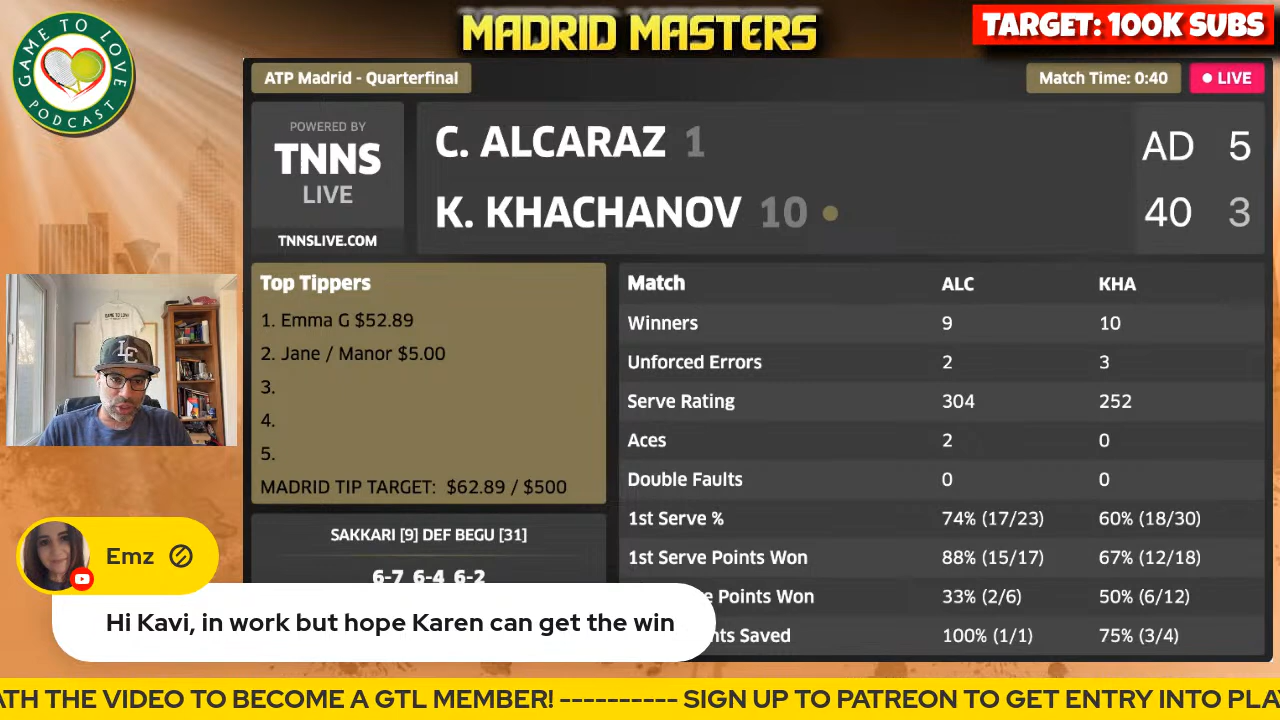 GAME TO LOVE
PODCAST
MADRID MASTERS
TARGET: 100K SUBS
ATP Madrid - Quarterfinal
Match Time: 0:40
LIVE
POWERED BY
TNNS
LIVE
TNNSLIVE.COM
C. ALCARAZ 1 AD 5
K. KHACHANOV 10 40 3
Top Tippers
1. Emma G $52.89
2. Jane / Manor $5.00
3.
4.
5.
MADRID TIP TARGET: $62.89 / $500
SAKKARI [9] DEF BEGU [31]
6-7 6-4 6-2
Match ALC KHA
Winners 9 10
Unforced Errors 2 3
Serve Rating 304 252
Aces 2 0
Double Faults 0 0
1st Serve % 74% (17/23) 60% (18/30)
1st Serve Points Won 88% (15/17) 67% (12/18)
Points Won 33% (2/6) 50% (6/12)
Saved 100% (1/1) 75% (3/4)
LE
Emz
Hi Kavi, in work but hope Karen can get the win
THE VIDEO TO BECOME A GTL MEMBER! ---------- SIGN UP TO PATREON TO GET ENTRY INTO